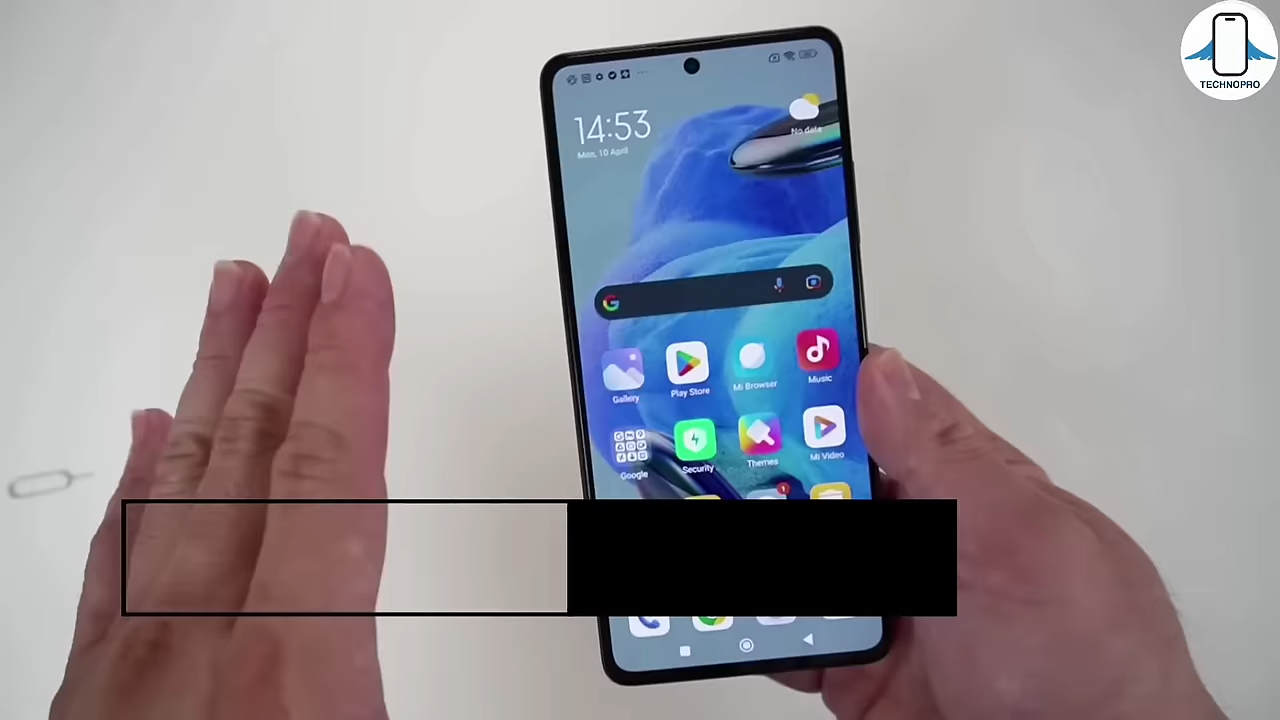 TECHNOPRO
14:53
Mon, 10 April
No data
Gallery
Play Store
Mi Browser
Music
Google
Security
Themes
Mi Video
1